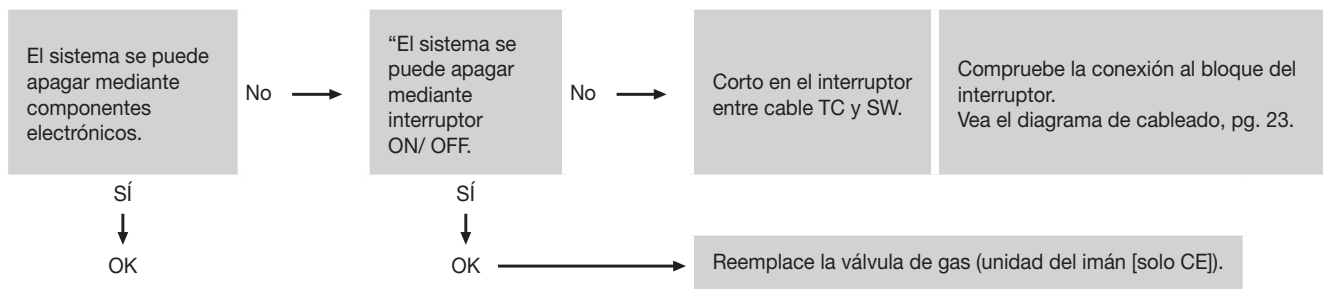 El sistema se puede
apagar mediante
componentes
electrónicos.
No
“El sistema se
puede apagar
mediante
interruptor
ON/ OFF.
No
Corto en el interruptor
entre cable TC y SW.
Compruebe la conexión al bloque del
interruptor.
Vea el diagrama de cableado, pg. 23.
SÍ
SÍ
OK
OK
Reemplace la válvula de gas (unidad del imán [solo CE]).